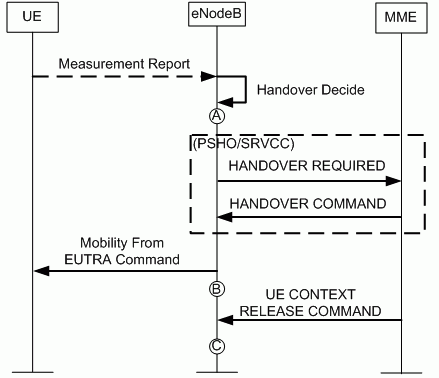 UE
eNodeB
MME
Measurement Report
Handover Decide
A
(PSHO/SRVCC)
HANDOVER REQUIRED
HANDOVER COMMAND
Mobility From
EUTRA Command
B
UE CONTEXT
RELEASE COMMAND
C